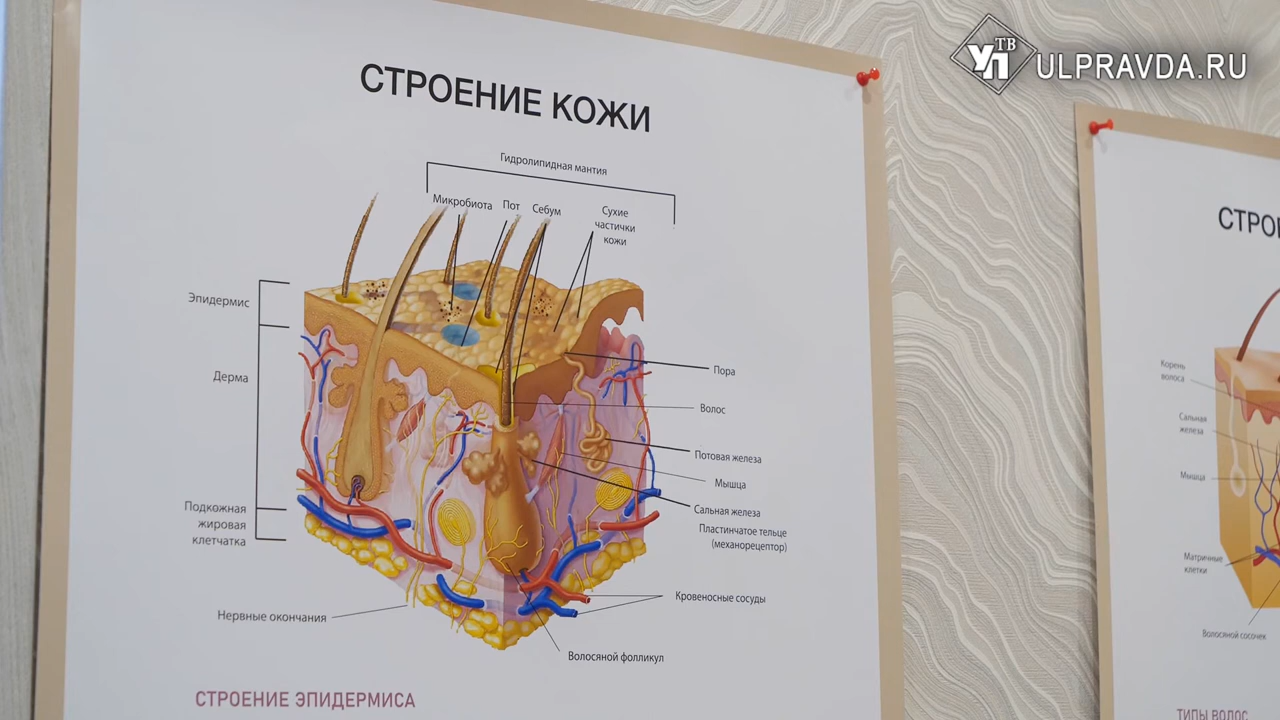 УП ТВ
ULPRAVDA.RU
СТРОЕНИЕ КОЖИ
Гидролипидная мантия
Микробиота
Пот
Себум
Сухие
частички
кожи
Эпидермис
Дерма
Подкожная
жировая
клетчатка
Нервные окончания
Пора
Волос
Потовая железа
Мышца
Сальная железа
Пластинчатое тельце
(механорецептор)
Кровеносные сосуды
Волосяной фолликул
СТРОЕНИЕ ЭПИДЕРМИСА
Корень
волоса
Сальная
железа
Мышца
Матричные
клетки
Волосяной сосочек
ТИПЫ ВОЛОС